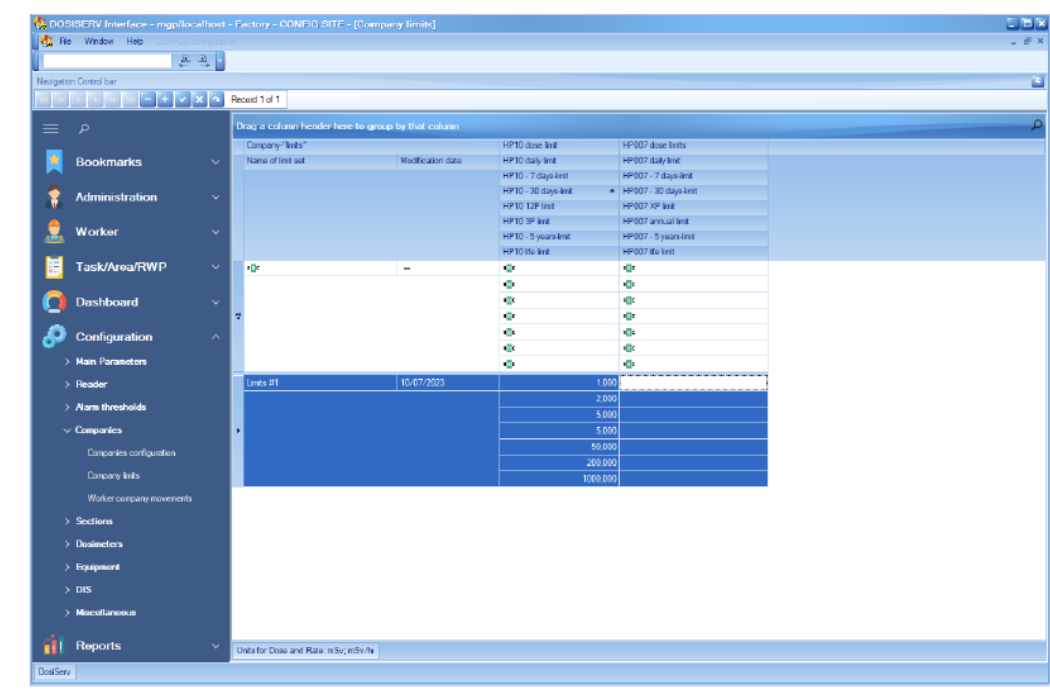 DOSISERV Interface - mgp/localhost - Factory - CONFIG SITE - [Company limits]
File Window Help
Navigation Control bar
Record 1 of 1
Drag a column header here to group by that column
Company-"limits" HP10 dose limit HP007 dose limits
Name of limit set Modification date HP10 daily limit HP007 daily limit
HP10 - 7 days-limit HP007 - 7 days-limit
HP10 - 30 days-limit HP007 - 30 days-limit
HP10 12P limit HP007 XP limit
HP10 3P limit HP007 annual limit
HP10 - 5 years-limit HP007 - 5 years-limit
HP10 life limit HP007 life limit
Limits #1 10/07/2023 1,000
2,000
5,000
5,000
50,000
200,000
1000,000
Bookmarks
Administration
Worker
Task/Area/RWP
Dashboard
Configuration
Main Parameters
Reader
Alarm thresholds
Companies
Companies configuration
Company limits
Worker company movements
Sections
Dosimeters
Equipment
DIS
Miscellaneous
Reports
Units for Dose and Rate: mSv; mSv/h
DosiServ